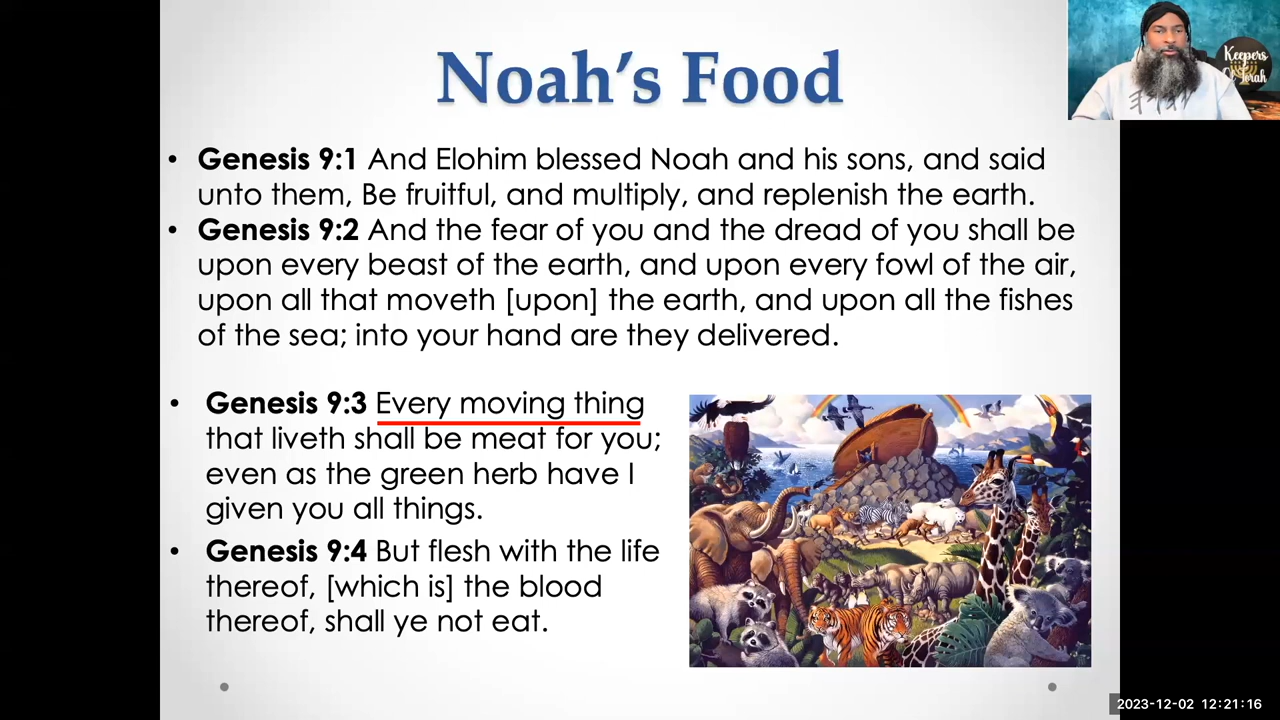 Noah's Food
Keepers
Of Torah
• Genesis 9:1 And Elohim blessed Noah and his sons, and said
unto them, Be fruitful, and multiply, and replenish the earth.
• Genesis 9:2 And the fear of you and the dread of you shall be
upon every beast of the earth, and upon every fowl of the air,
upon all that moveth [upon] the earth, and upon all the fishes
of the sea; into your hand are they delivered.
• Genesis 9:3 Every moving thing
that liveth shall be meat for you;
even as the green herb have I
given you all things.
• Genesis 9:4 But flesh with the life
thereof, [which is] the blood
thereof, shall ye not eat.
2023-12-02 12:21:16